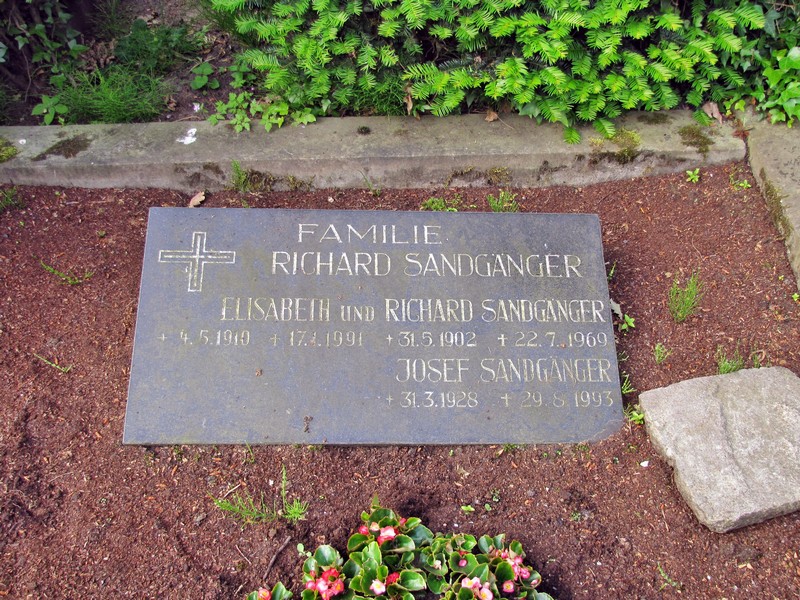 FAMILIE
RICHARD SANDGÄNGER
ELISABETH UND RICHARD SANDGÄNGER
+ 4.5.1910 + 17.1.1991 + 31.5.1902 + 22.7.1969
JOSEF SANDGÄNGER
+ 31.3.1928 + 29.8.1993